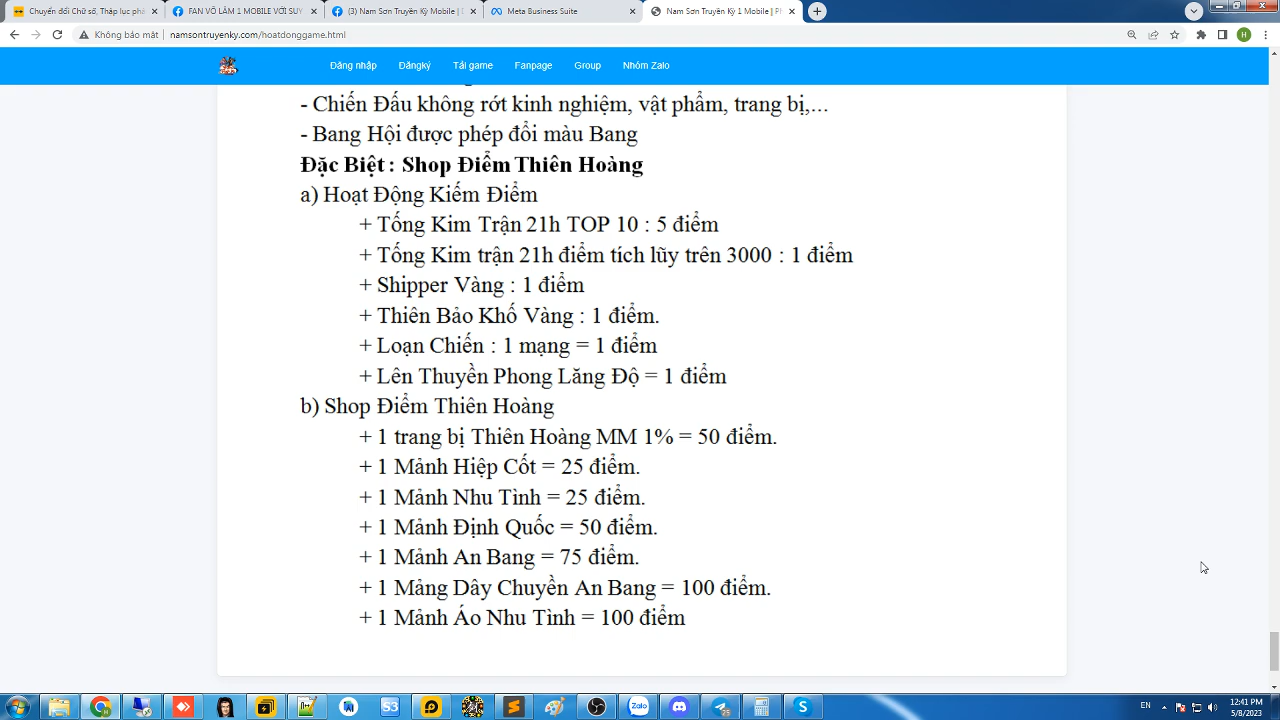 Chuyển đổi Chữ số, Thập lục phâ
FAN VÕ LÂM 1 MOBILE VỚI SUY
(3) Nam Sơn Truyền Kỳ Mobile | Đ
Meta Business Suite
Nam Sơn Truyền Kỳ 1 Mobile | Ph
Không bảo mật | namsontruyenky.com/hoatdonggame.html
H
Đăng nhập Đăngký Tải game Fanpage Group Nhóm Zalo
- Chiến Đấu không rớt kinh nghiệm, vật phẩm, trang bị,...
- Bang Hội được phép đổi màu Bang
Đặc Biệt : Shop Điểm Thiên Hoàng
a) Hoạt Động Kiếm Điểm
+ Tống Kim Trận 21h TOP 10 : 5 điểm
+ Tống Kim trận 21h điểm tích lũy trên 3000 : 1 điểm
+ Shipper Vàng : 1 điểm
+ Thiên Bảo Khố Vàng : 1 điểm.
+ Loạn Chiến : 1 mạng = 1 điểm
+ Lên Thuyền Phong Lăng Độ = 1 điểm
b) Shop Điểm Thiên Hoàng
+ 1 trang bị Thiên Hoàng MM 1% = 50 điểm.
+ 1 Mảnh Hiệp Cốt = 25 điểm.
+ 1 Mảnh Nhu Tình = 25 điểm.
+ 1 Mảnh Định Quốc = 50 điểm.
+ 1 Mảnh An Bang = 75 điểm.
+ 1 Mảng Dây Chuyền An Bang = 100 điểm.
+ 1 Mảnh Áo Nhu Tình = 100 điểm
S3
Zalo
25
EN
12:41 PM
5/8/2023